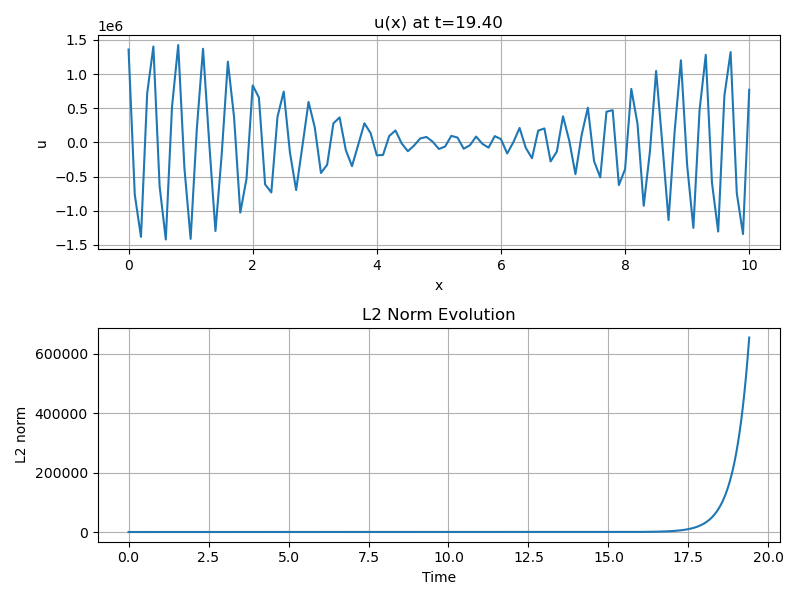 u(x) at t=19.40
1e6
1.5
1.0
0.5
0.0
−0.5
−1.0
−1.5
u
0 2 4 6 8 10
x
L2 Norm Evolution
600000
400000
200000
0
L2 norm
0.0 2.5 5.0 7.5 10.0 12.5 15.0 17.5 20.0
Time